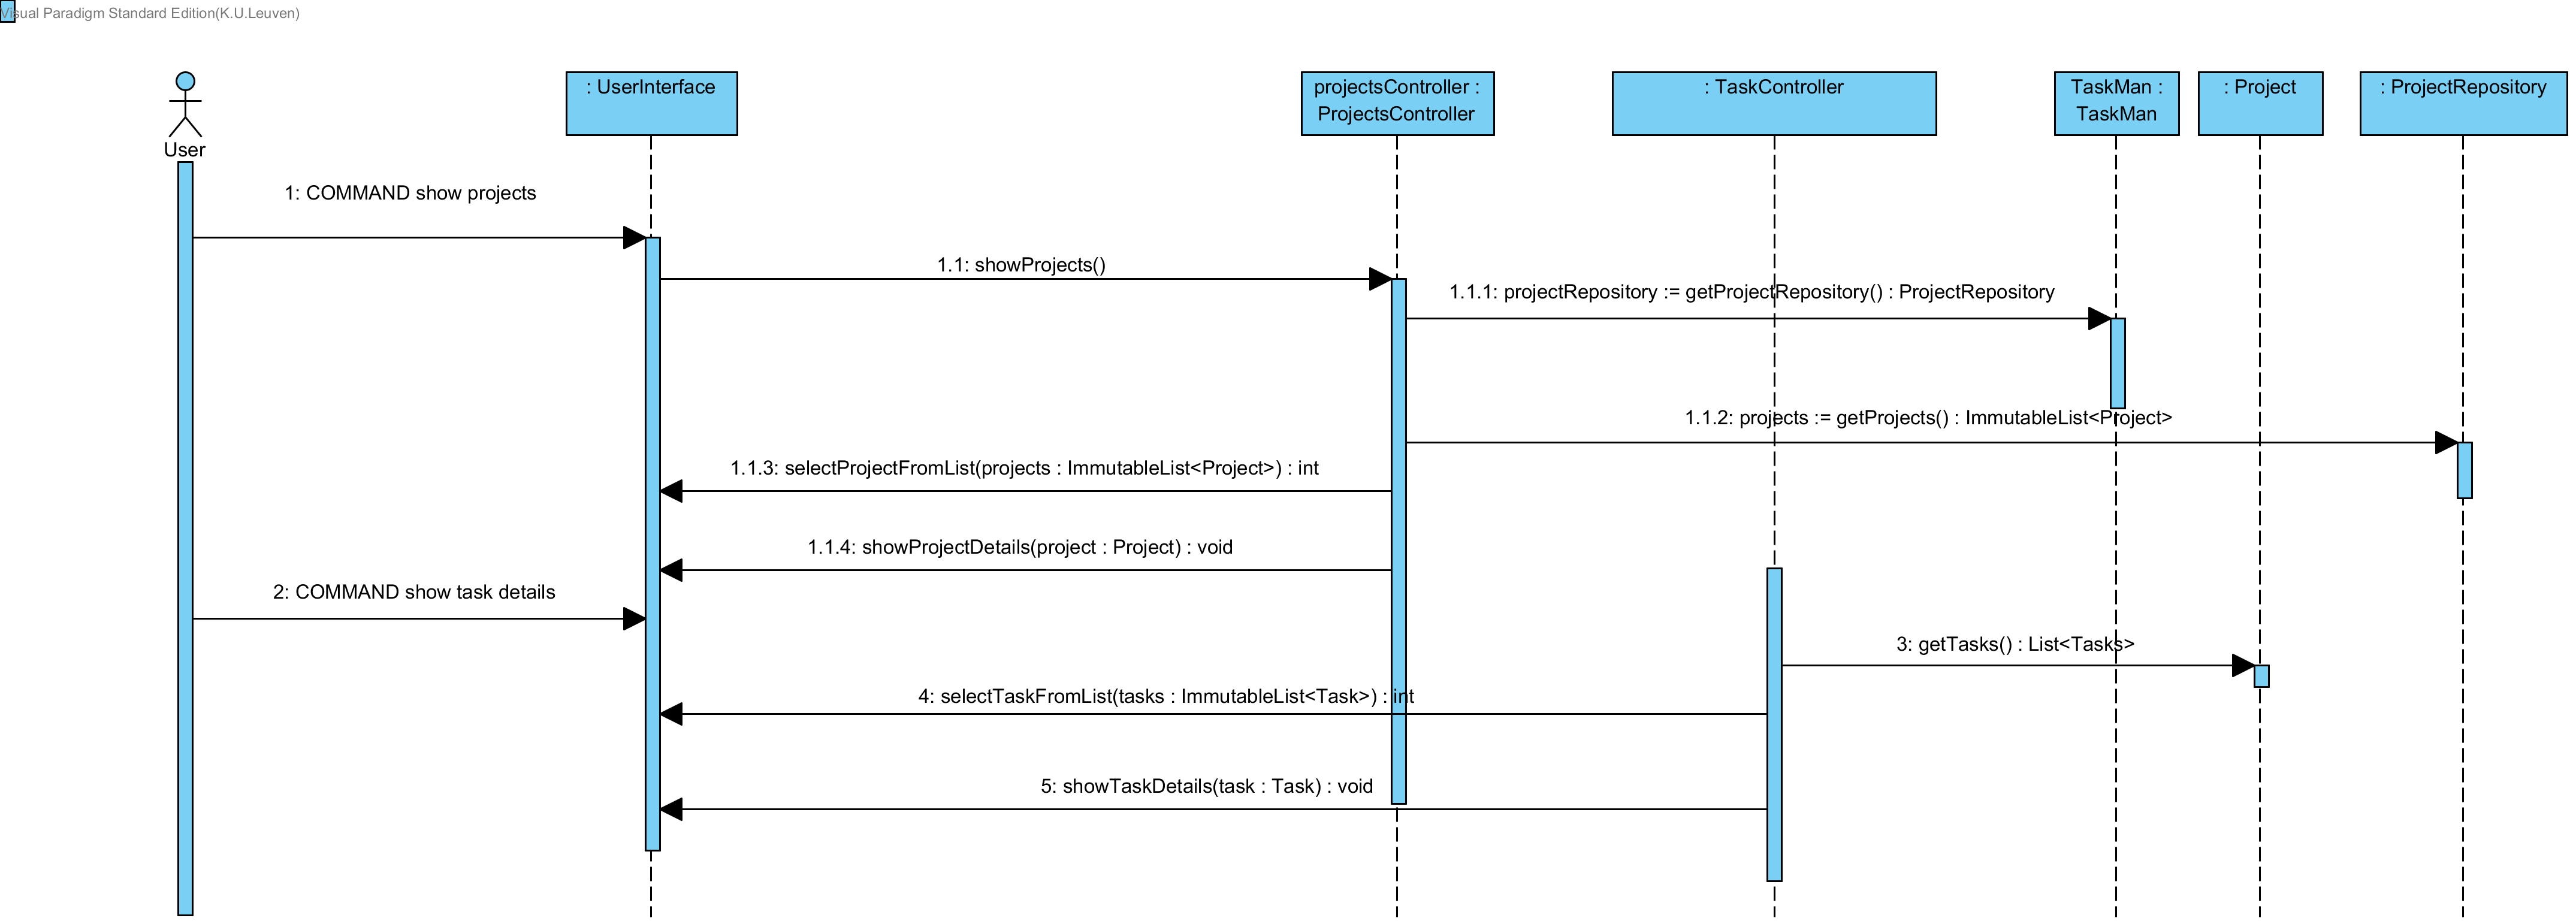 Visual Paradigm Standard Edition(K.U.Leuven)
: UserInterface
projectsController :
ProjectsController
: TaskController
TaskMan :
TaskMan
: Project
: ProjectRepository
User
1: COMMAND show projects
1.1: showProjects()
1.1.1: projectRepository := getProjectRepository() : ProjectRepository
1.1.2: projects := getProjects() : ImmutableList<Project>
1.1.3: selectProjectFromList(projects : ImmutableList<Project>) : int
1.1.4: showProjectDetails(project : Project) : void
2: COMMAND show task details
3: getTasks() : List<Tasks>
4: selectTaskFromList(tasks : ImmutableList<Task>) : int
5: showTaskDetails(task : Task) : void